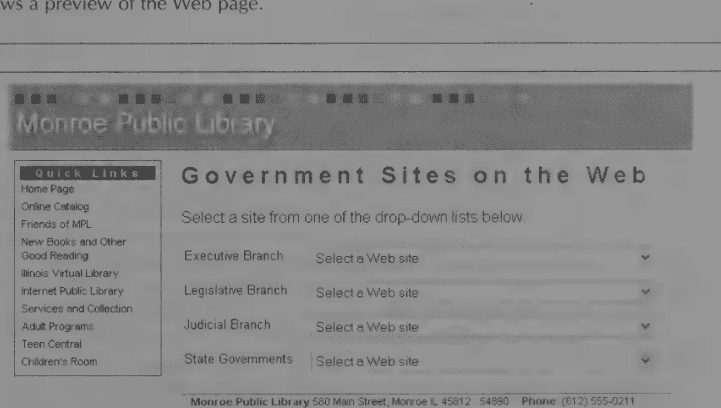 ws a preview of the Web page.
Monroe Public Library
Quick Links
Home Page
Online Catalog
Friends of MPL
New Books and Other
Good Reading
Illinois Virtual Library
Internet Public Library
Services and Collection
Adult Programs
Teen Central
Children's Room
Government Sites on the Web
Select a site from one of the drop-down lists below.
Executive Branch Select a Web site
Legislative Branch Select a Web site
Judicial Branch Select a Web site
State Governments Select a Web site
Monroe Public Library 580 Main Street, Monroe IL 45812 54890 Phone: (612) 555-0211